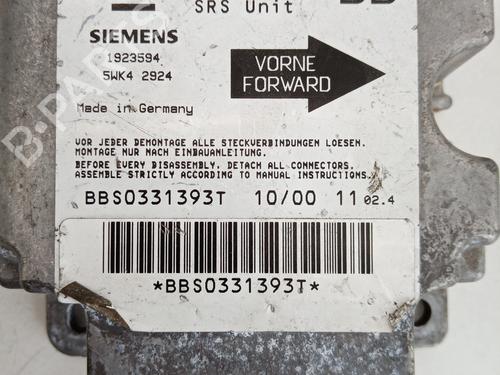 SRS Unit
SIEMENS
1923594
5WK4 2924
VORNE
FORWARD
Made in Germany
VOR JEDER DEMONTAGE ALLE STECKVERBINDUNGEN LOESEN.
MONTAGE NUR NACH EINBAUANLEITUNG.
BEFORE EVERY DISASSEMBLY, DETACH ALL CONNECTORS.
ASSEMBLE STRICTLY ACCORDING TO MANUAL INSTRUCTIONS.
BBS0331393T 10/00 11 02.4
*BBS0331393T*
B-PARTS